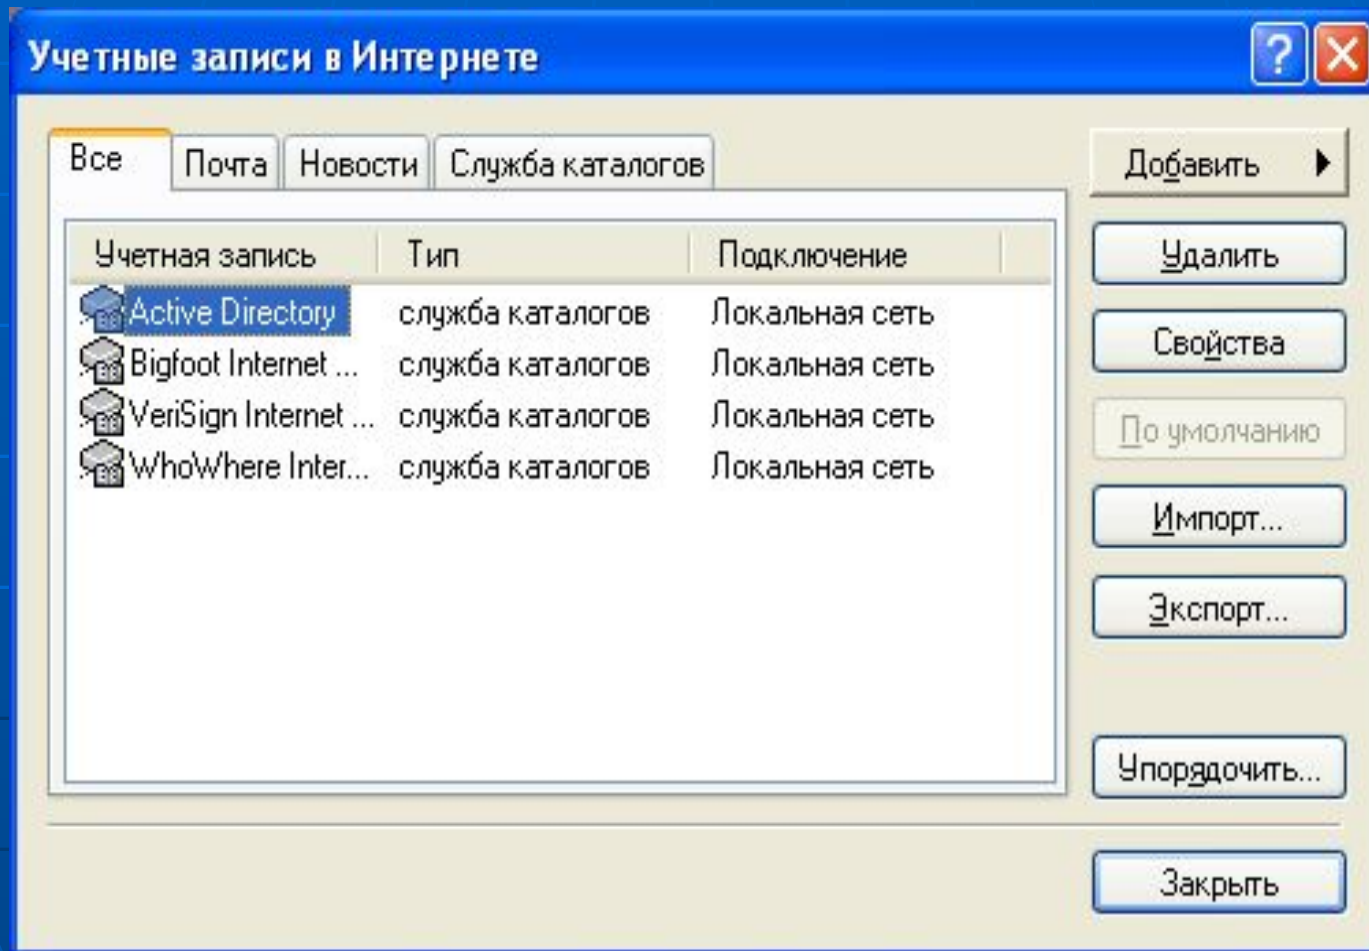 Учетные записи в Интернете
Все Почта Новости Служба каталогов
Учетная запись Тип Подключение
Active Directory служба каталогов Локальная сеть
Bigfoot Internet ... служба каталогов Локальная сеть
VeriSign Internet ... служба каталогов Локальная сеть
WhoWhere Inter... служба каталогов Локальная сеть
Добавить
Удалить
Свойства
По умолчанию
Импорт...
Экспорт...
Упорядочить...
Закрыть